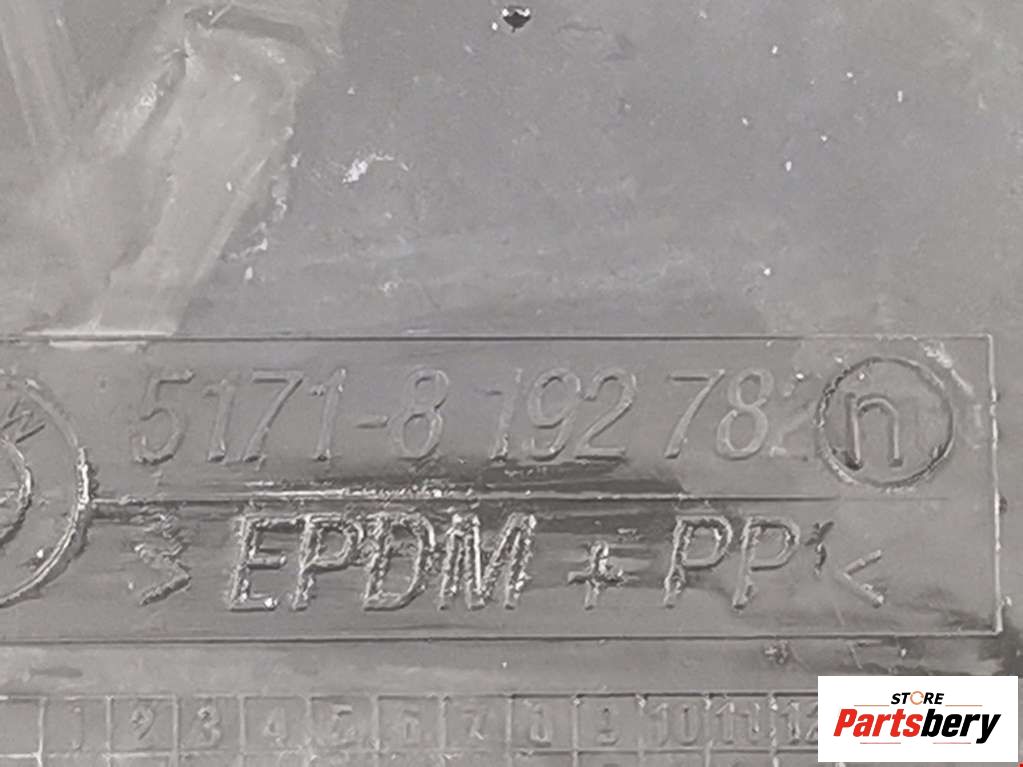 5171-8 192 782 n
>EPDM + PP<
1 2 3 4 5 6 7 8 9 10 11 12
STORE
Partsbery